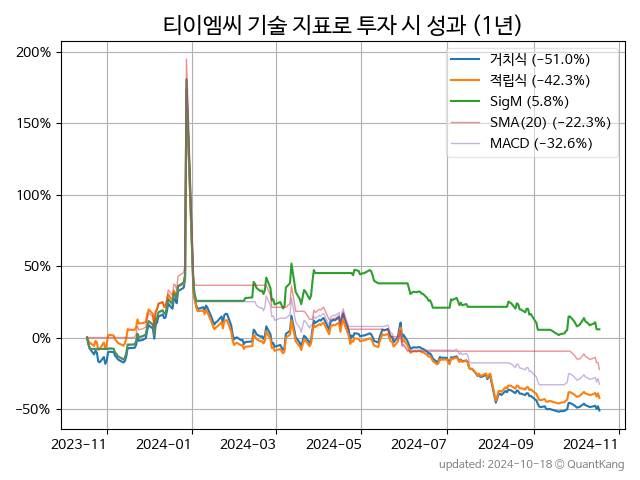 티이엠씨 기술 지표로 투자 시 성과 (1년)
200%
150%
100%
50%
0%
−50%
거치식 (−51.0%)
적립식 (−42.3%)
SigM (5.8%)
SMA(20) (−22.3%)
MACD (−32.6%)
2023−11 2024−01 2024−03 2024−05 2024−07 2024−09 2024−11
updated: 2024-10-18 © QuantKang